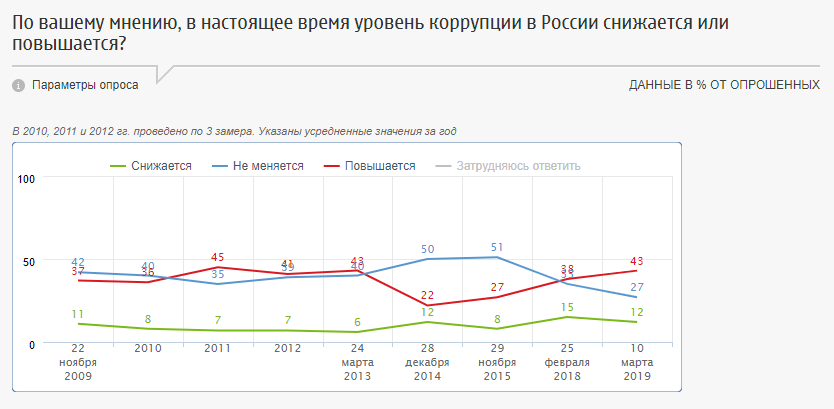 По вашему мнению, в настоящее время уровень коррупции в России снижается или
повышается?
Параметры опроса
ДАННЫЕ В % ОТ ОПРОШЕННЫХ
В 2010, 2011 и 2012 гг. проведено по 3 замера. Указаны усредненные значения за год
Снижается Не меняется Повышается Затрудняюсь ответить
100
50
0
42 40 35 39 40 50 51 35 27
37 36 45 41 43 22 27 38 43
11 8 7 7 6 12 8 15 12
22 ноября 2009
2010
2011
2012
24 марта 2013
28 декабря 2014
29 ноября 2015
25 февраля 2018
10 марта 2019